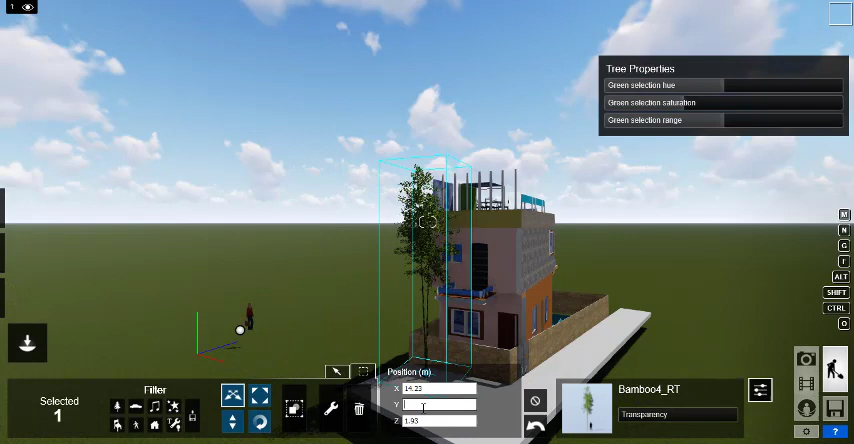 1
Tree Properties
Green selection hue
Green selection saturation
Green selection range
M
N
G
F
ALT
SHIFT
CTRL
O
Position (m)
X 14.23
Y
Z 1.93
Selected
1
Filler
Bamboo4_RT
Transparency
?